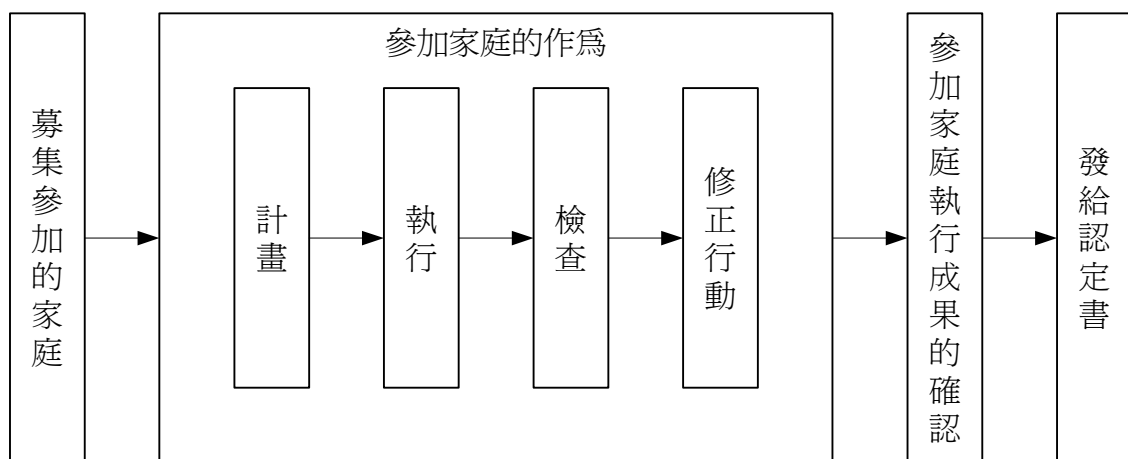 募集參加的家庭
參加家庭的作爲
計畫
執行
檢查
修正行動
參加家庭執行成果的確認
發給認定書